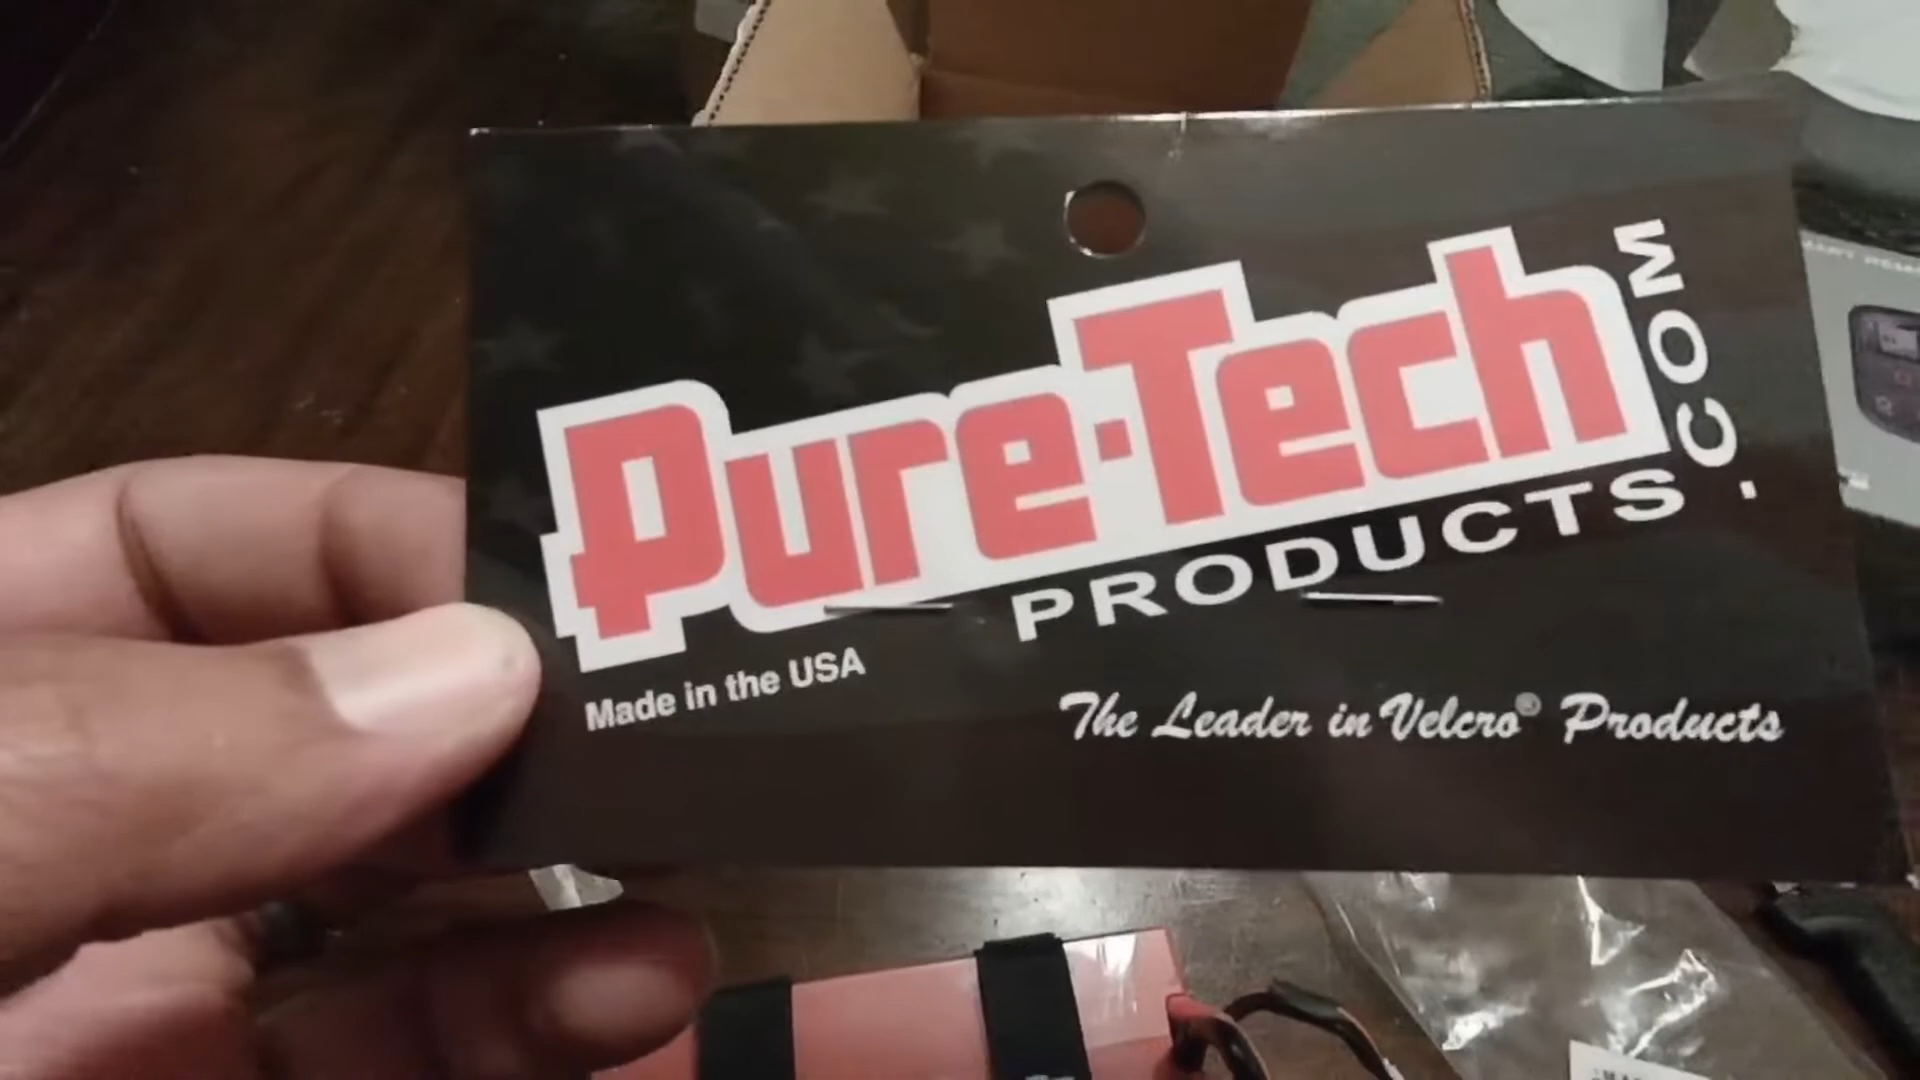 Pure-Tech
PRODUCTS.COM
Made in the USA
The Leader in Velcro® Products